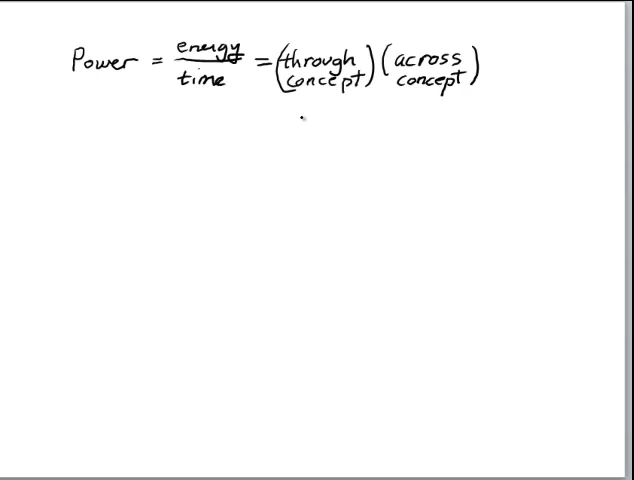 Power = energy/time = (through concept) (across concept)